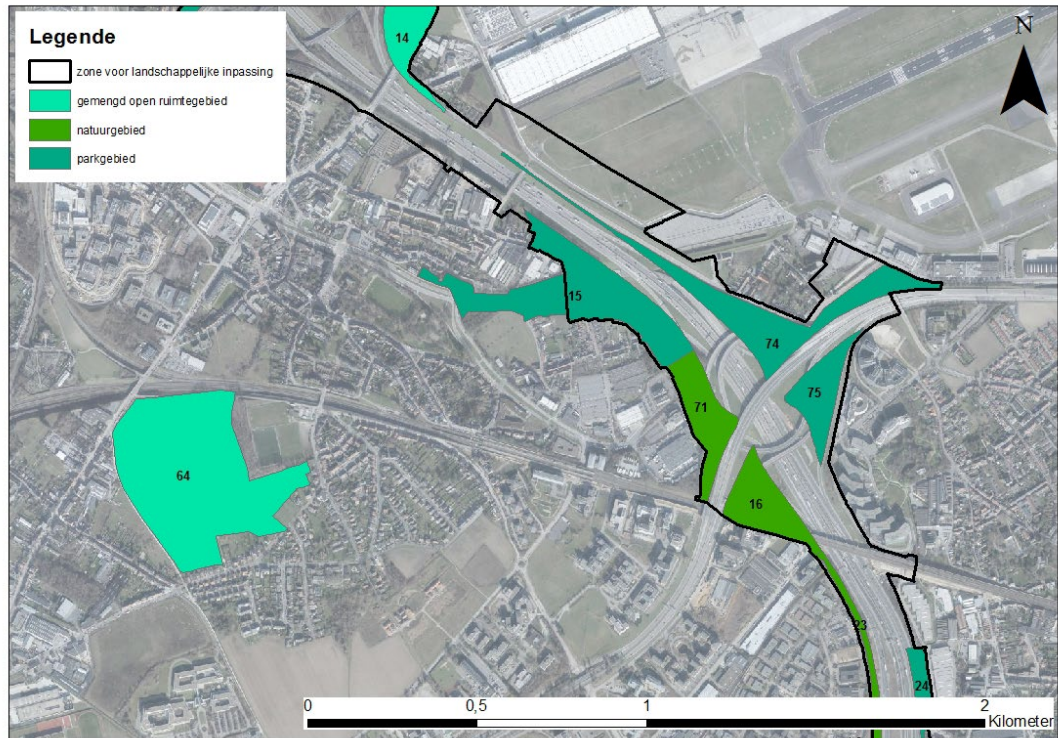 Legende
zone voor landschappelijke inpassing
gemengd open ruimtegebied
natuurgebied
parkgebied
14
N
15
74
71
75
64
16
23
24
0
0,5
1
2
Kilometer